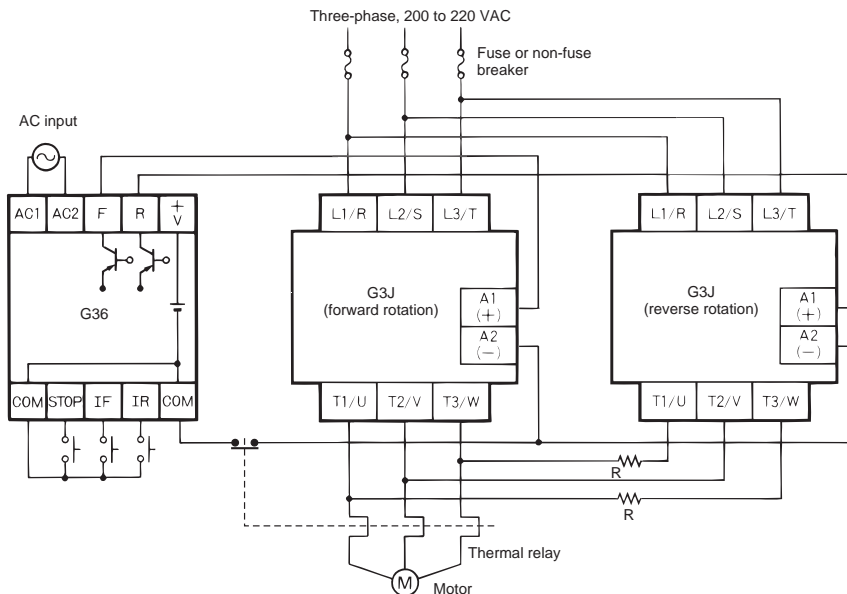 Three-phase, 200 to 220 VAC
Fuse or non-fuse
breaker
AC input
AC1 AC2 F R + V
L1/R L2/S L3/T
L1/R L2/S L3/T
G36
G3J
(forward rotation)
A1
(+)
A2
(−)
G3J
(reverse rotation)
A1
(+)
A2
(−)
COM STOP IF IR COM
T1/U T2/V T3/W
T1/U T2/V T3/W
R
R
Thermal relay
M
Motor